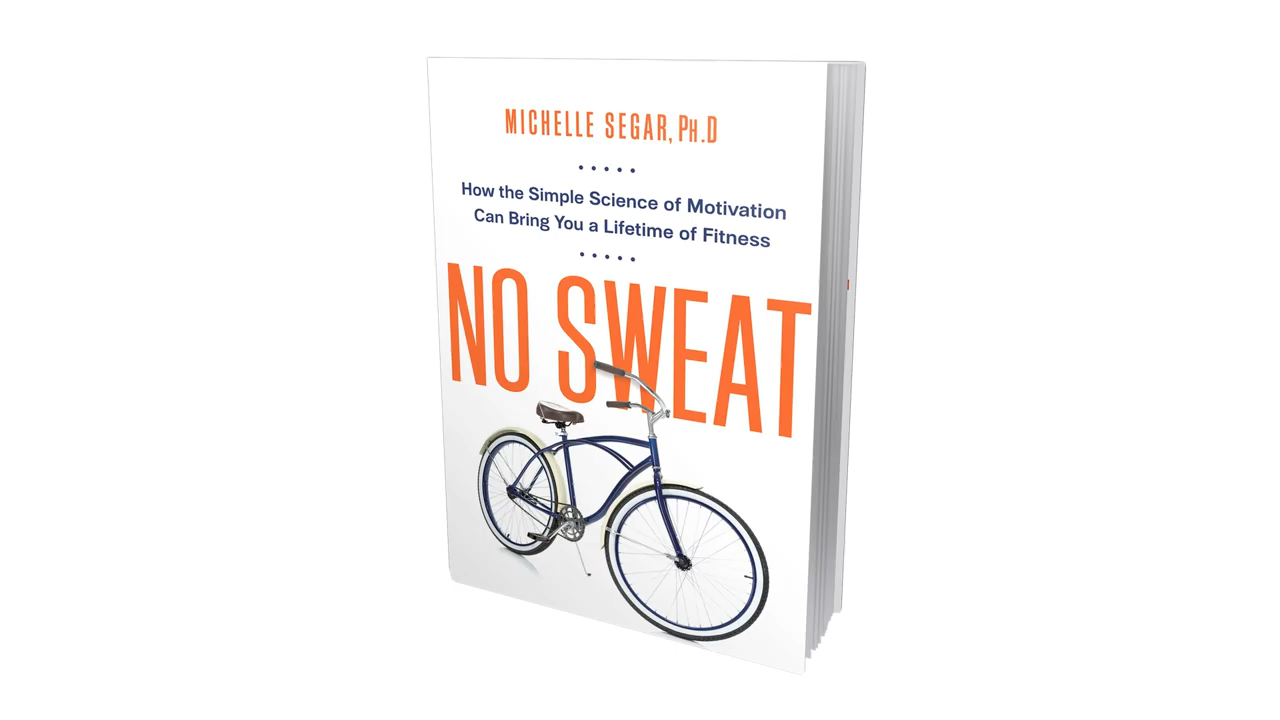 MICHELLE SEGAR, PH.D
• • • • •
How the Simple Science of Motivation
Can Bring You a Lifetime of Fitness
• • • • •
NO SWEAT